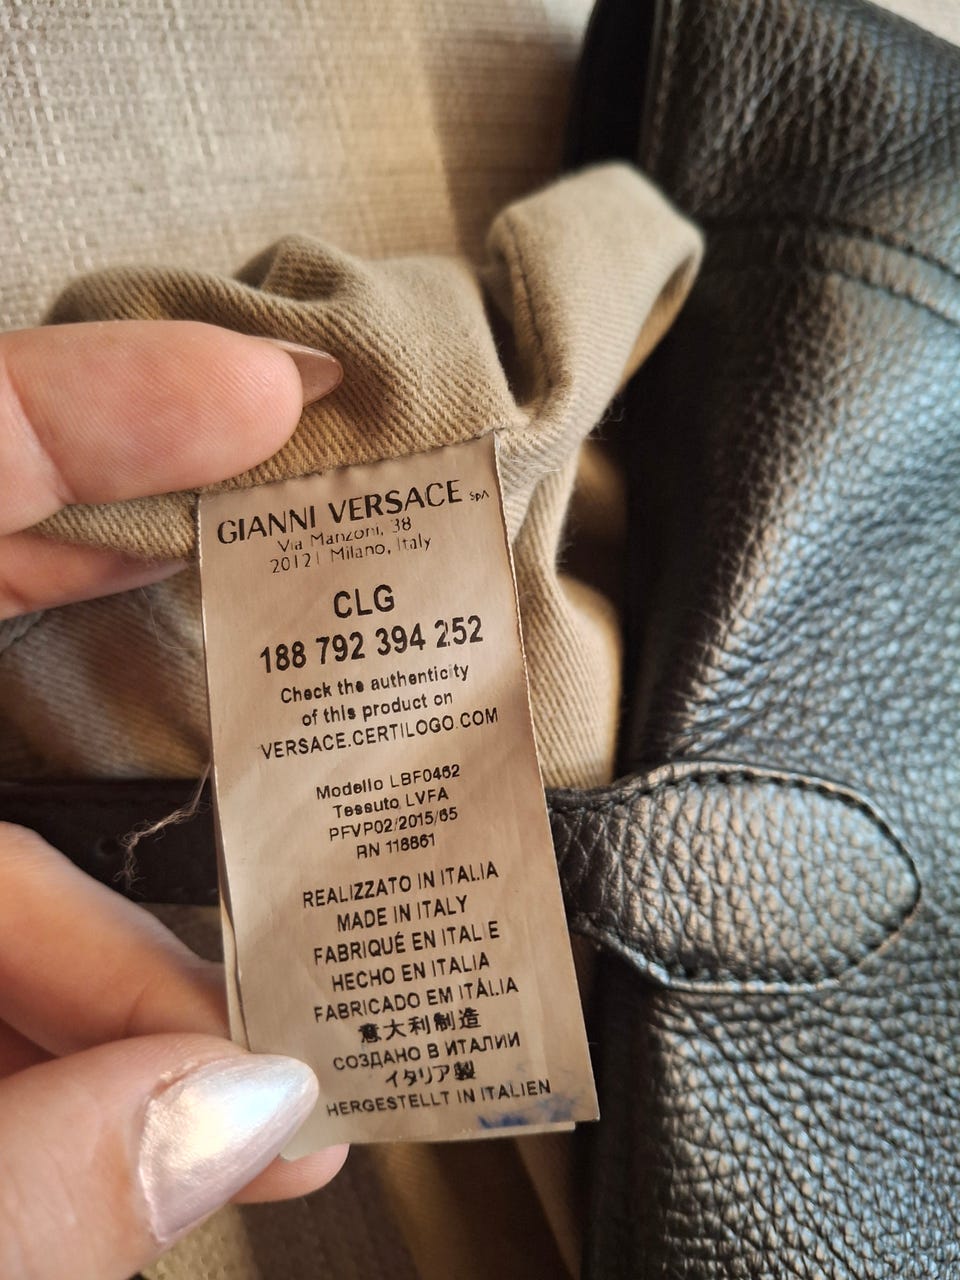 GIANNI VERSACE SpA
Via Manzoni, 38
20121 Milano, Italy
CLG
188 792 394 252
Check the authenticity
of this product on
VERSACE.CERTILOGO.COM
Modello LBF0462
Tessuto LVFA
PFVP02/2015/65
RN 118861
REALIZZATO IN ITALIA
MADE IN ITALY
FABRIQUÉ EN ITALIE
HECHO EN ITALIA
FABRICADO EM ITÁLIA
意大利制造
СОЗДАНО В ИТАЛИИ
イタリア製
HERGESTELLT IN ITALIEN